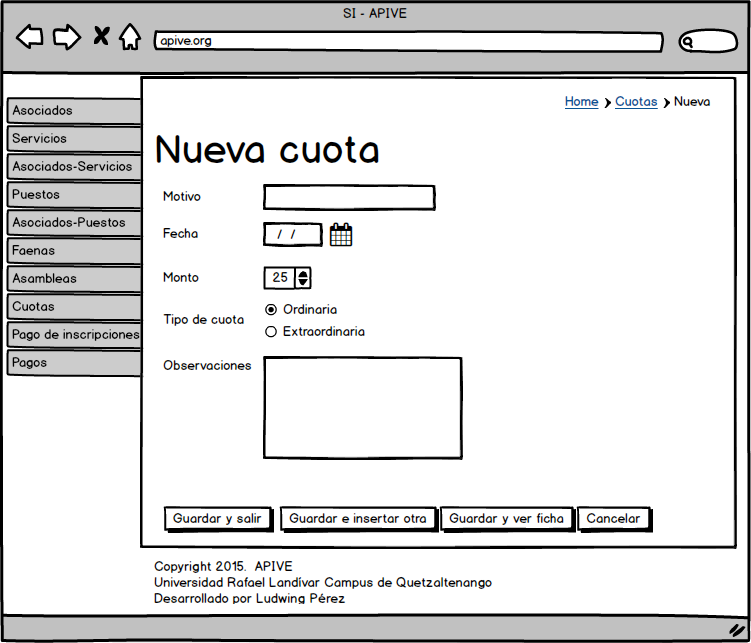 SI - APIVE
apive.org
Home > Cuotas > Nueva
Asociados
Servicios
Asociados-Servicios
Puestos
Asociados-Puestos
Faenas
Asambleas
Cuotas
Pago de inscripciones
Pagos
Nueva cuota
Motivo
Fecha / /
Monto 25
Tipo de cuota
Ordinaria
Extraordinaria
Observaciones
Guardar y salir Guardar e insertar otra Guardar y ver ficha Cancelar
Copyright 2015. APIVE
Universidad Rafael Landívar Campus de Quetzaltenango
Desarrollado por Ludwing Pérez